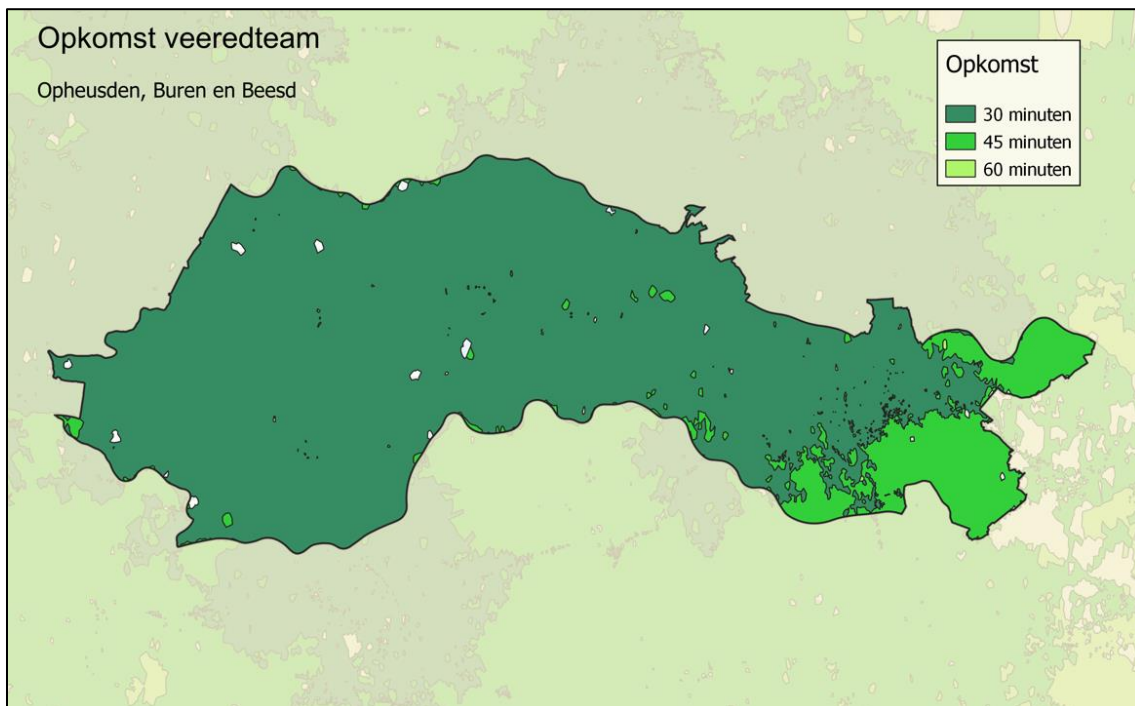 Opkomst veeredteam
Opheusden, Buren en Beesd
Opkomst
30 minuten
45 minuten
60 minuten